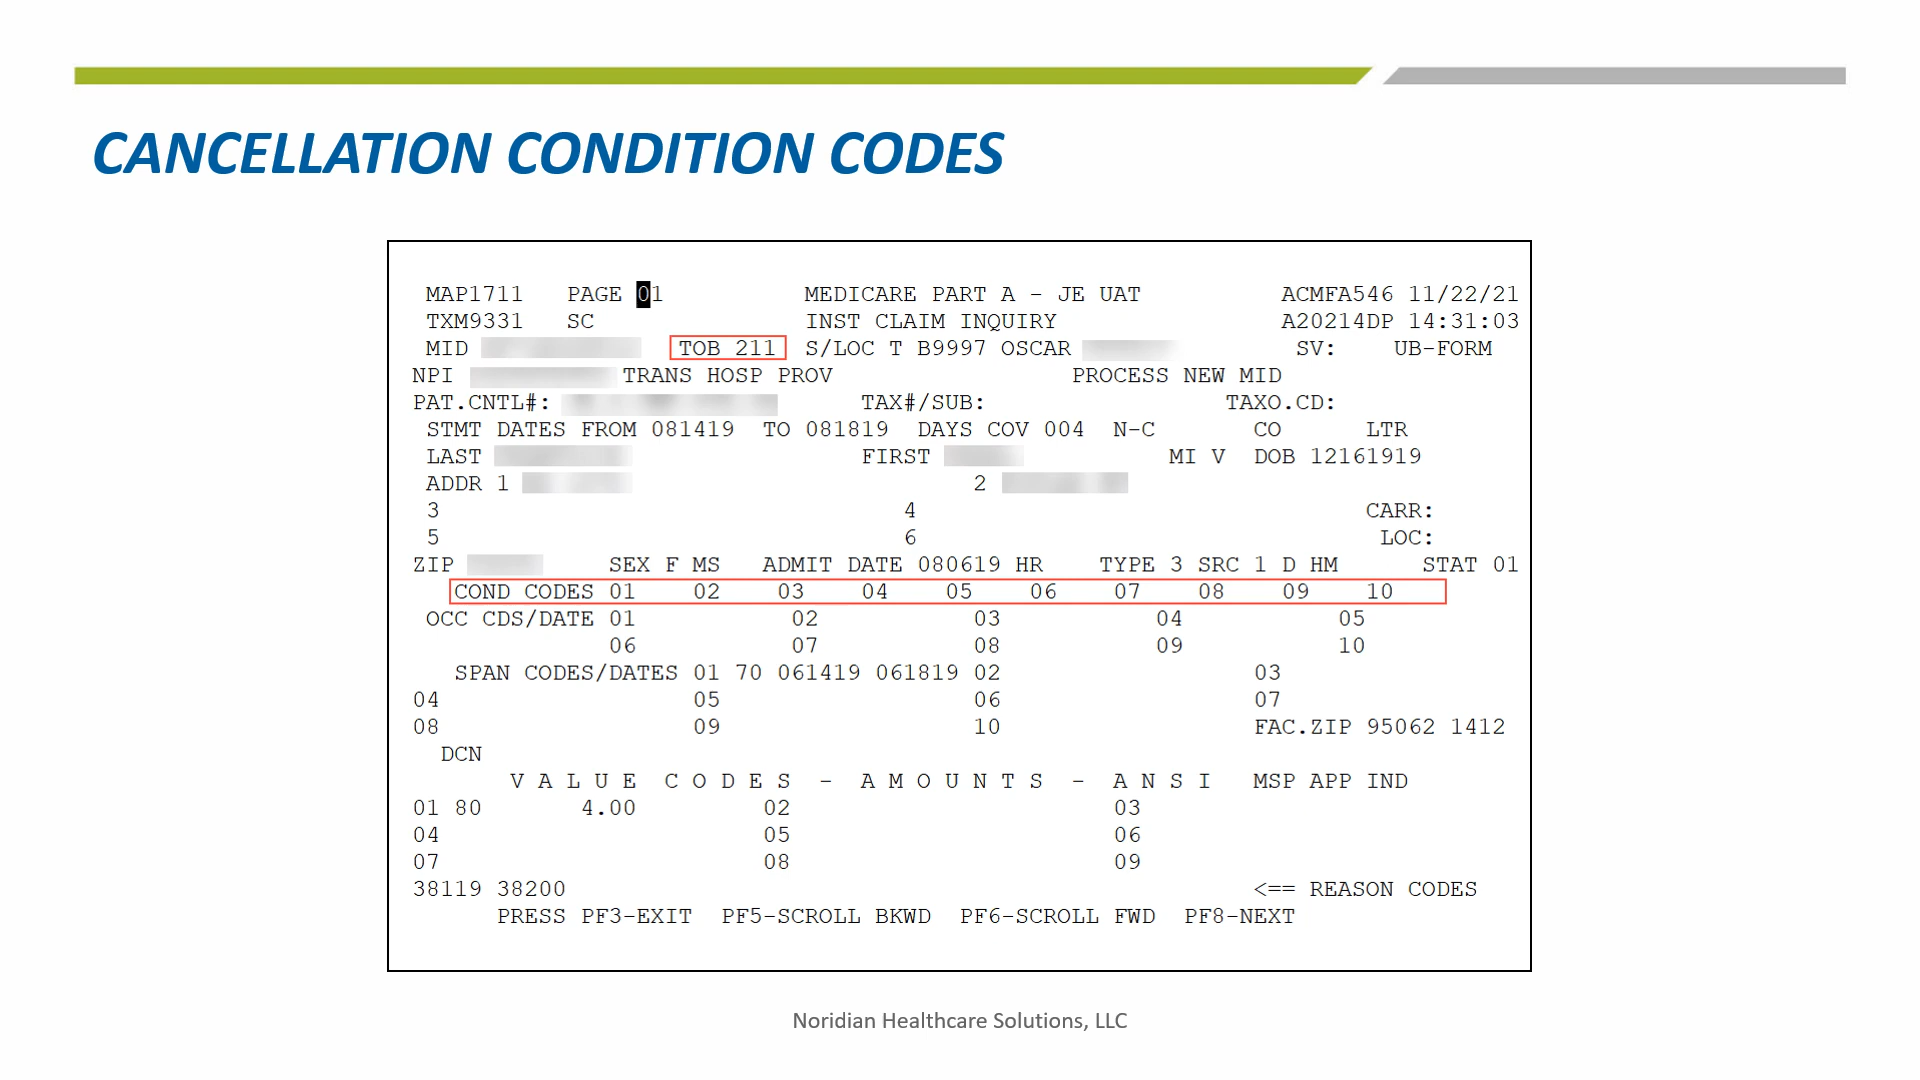 CANCELLATION CONDITION CODES
MAP1711 PAGE 01 MEDICARE PART A - JE UAT ACMFA546 11/22/21
TXM9331 SC INST CLAIM INQUIRY A20214DP 14:31:03
MID TOB 211 S/LOC T B9997 OSCAR SV: UB-FORM
NPI TRANS HOSP PROV PROCESS NEW MID
PAT.CNTL#: TAX#/SUB: TAXO.CD:
STMT DATES FROM 081419 TO 081819 DAYS COV 004 N-C CO LTR
LAST FIRST MI V DOB 12161919
ADDR 1 2
3 4 CARR:
5 6 LOC:
ZIP SEX F MS ADMIT DATE 080619 HR TYPE 3 SRC 1 D HM STAT 01
COND CODES 01 02 03 04 05 06 07 08 09 10
OCC CDS/DATE 01 02 03 04 05
06 07 08 09 10
SPAN CODES/DATES 01 70 061419 061819 02 03
04 05 06 07
08 09 10 FAC.ZIP 95062 1412
DCN
V A L U E C O D E S - A M O U N T S - A N S I MSP APP IND
01 80 4.00 02 03
04 05 06
07 08 09
38119 38200 <== REASON CODES
PRESS PF3-EXIT PF5-SCROLL BKWD PF6-SCROLL FWD PF8-NEXT
Noridian Healthcare Solutions, LLC